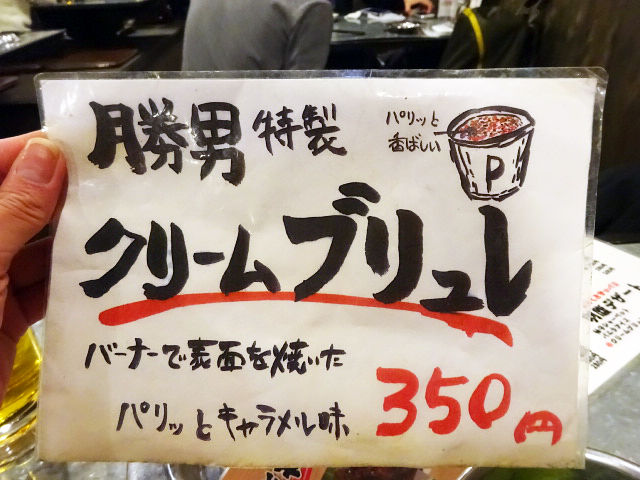 勝男 特製
パリッと
香ばしい
P
クリームブリュレ
バーナーで表面を焼いた
パリッとキャラメル味
350円